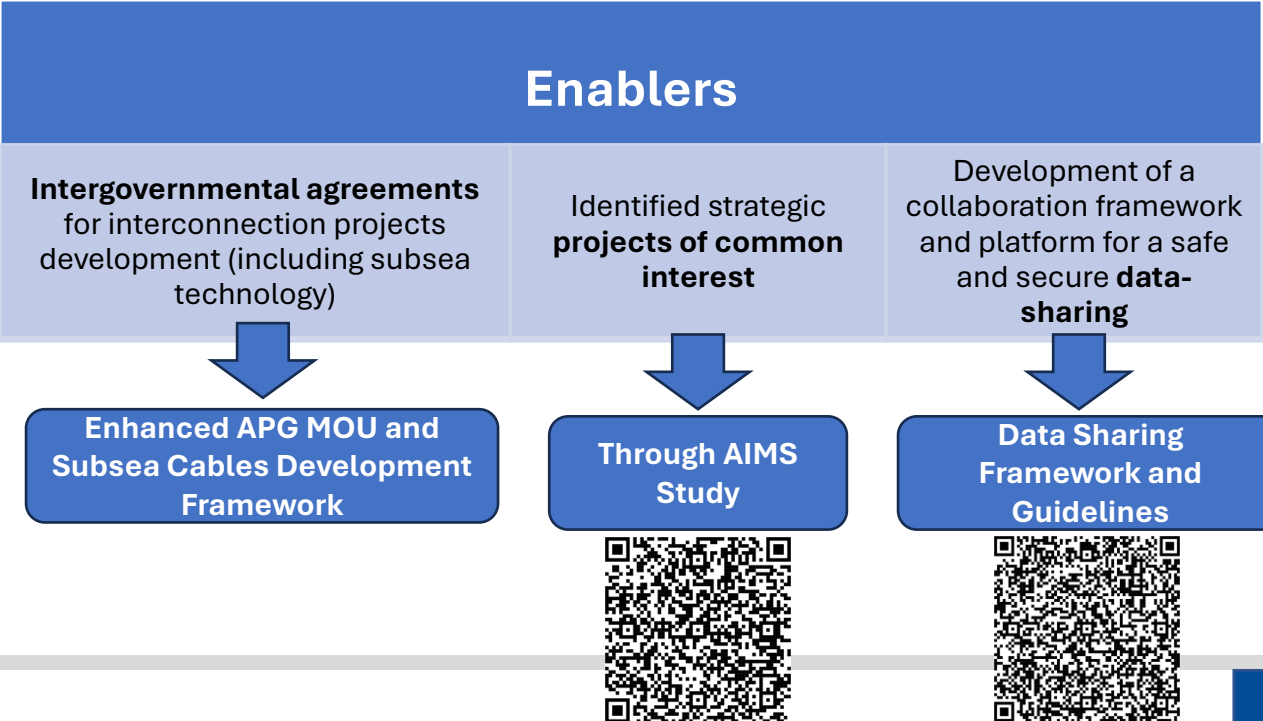 Enablers
Intergovernmental agreements
for interconnection projects
development (including subsea
technology)
Identified strategic
projects of common
interest
Development of a
collaboration framework
and platform for a safe
and secure data-
sharing
Enhanced APG MOU and
Subsea Cables Development
Framework
Through AIMS
Study
Data Sharing
Framework and
Guidelines